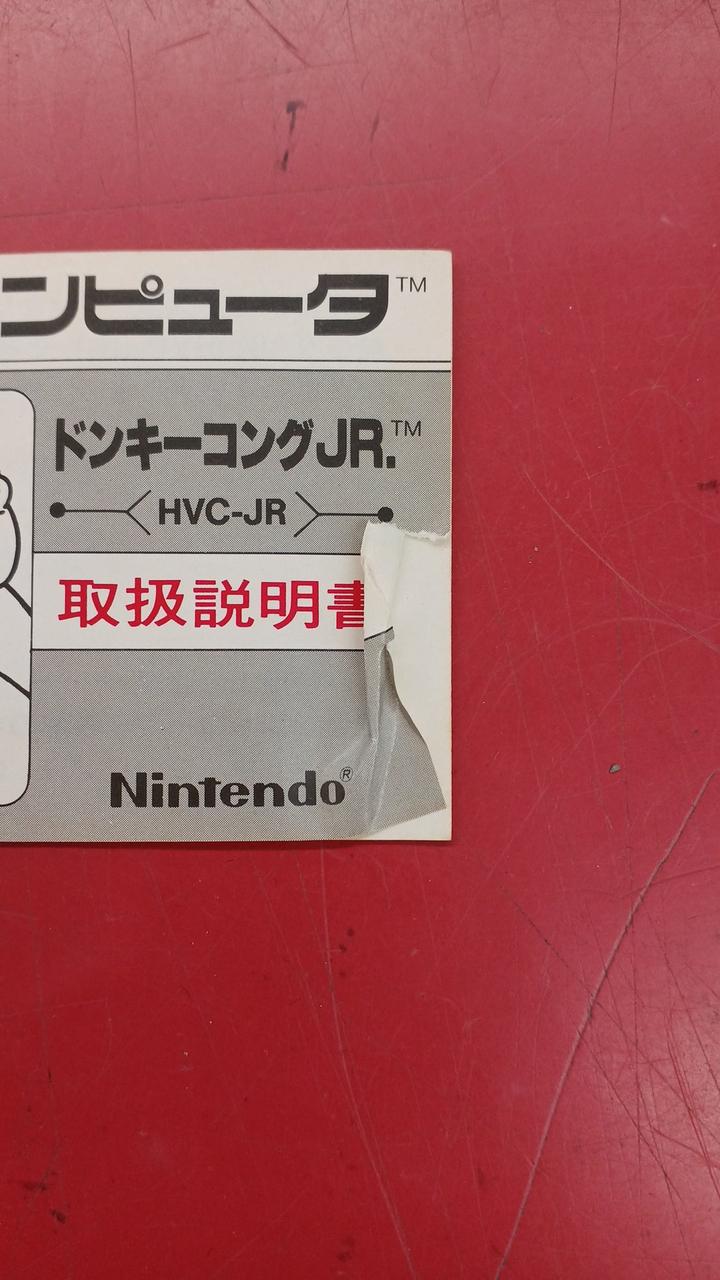 ンピュータ™
ドンキーコングJR.™
HVC-JR
取扱説明書
Nintendo®